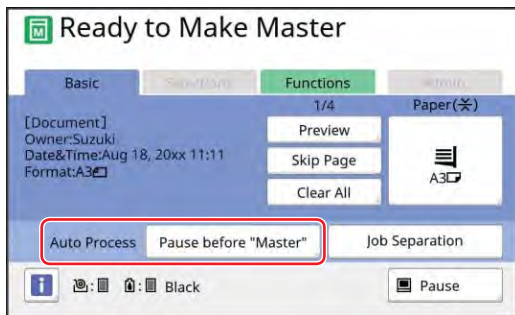 Ready to Make Master
Basic
Functions
Admin
1/4
Paper
[Document]
Owner:Suzuki
Date&Time:Aug 18, 20xx 11:11
Format:A3
Preview
Skip Page
Clear All
A3
Auto Process
Pause before "Master"
Job Separation
i
Black
Pause